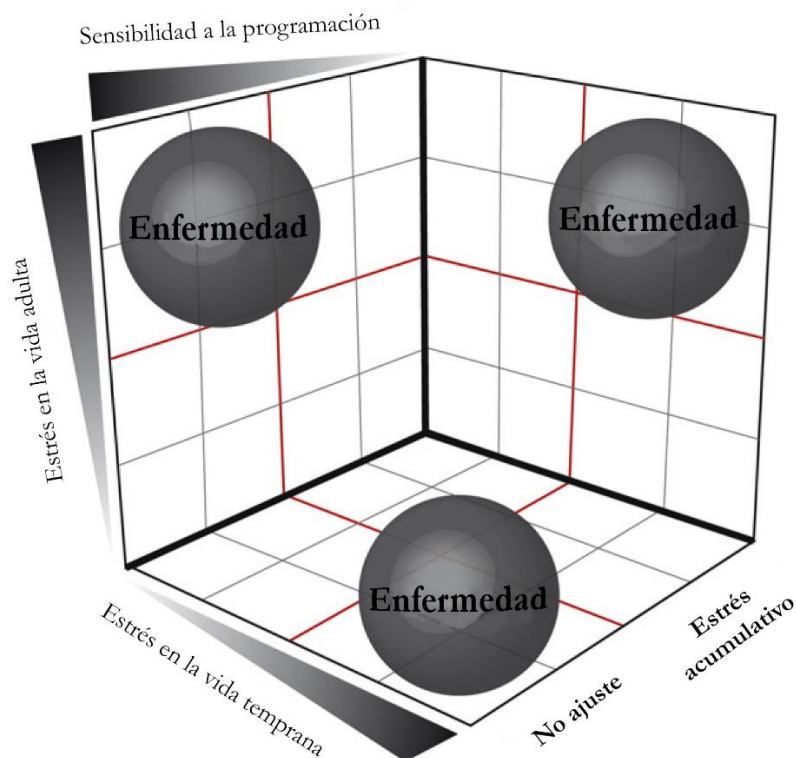 Sensibilidad a la programación
Enfermedad
Enfermedad
Estrés en la vida adulta
Enfermedad
Estrés en la vida temprana
No ajuste
Estrés
acumulativo